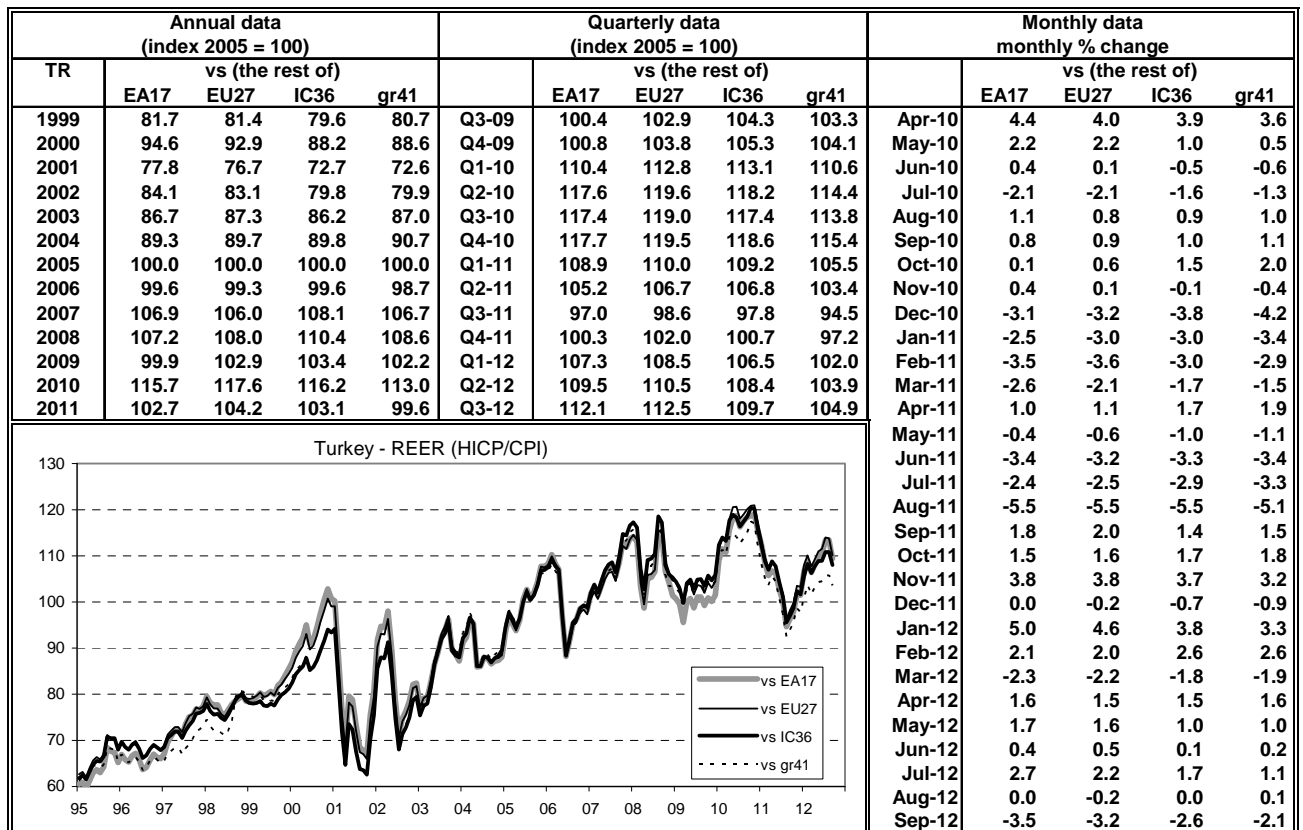 Annual data
(index 2005 = 100)
TR vs (the rest of)
EA17 EU27 IC36 gr41
1999 81.7 81.4 79.6 80.7
2000 94.6 92.9 88.2 88.6
2001 77.8 76.7 72.7 72.6
2002 84.1 83.1 79.8 79.9
2003 86.7 87.3 86.2 87.0
2004 89.3 89.7 89.8 90.7
2005 100.0 100.0 100.0 100.0
2006 99.6 99.3 99.6 98.7
2007 106.9 106.0 108.1 106.7
2008 107.2 108.0 110.4 108.6
2009 99.9 102.9 103.4 102.2
2010 115.7 117.6 116.2 113.0
2011 102.7 104.2 103.1 99.6
Quarterly data
(index 2005 = 100)
vs (the rest of)
EA17 EU27 IC36 gr41
Q3-09 100.4 102.9 104.3 103.3
Q4-09 100.8 103.8 105.3 104.1
Q1-10 110.4 112.8 113.1 110.6
Q2-10 117.6 119.6 118.2 114.4
Q3-10 117.4 119.0 117.4 113.8
Q4-10 117.7 119.5 118.6 115.4
Q1-11 108.9 110.0 109.2 105.5
Q2-11 105.2 106.7 106.8 103.4
Q3-11 97.0 98.6 97.8 94.5
Q4-11 100.3 102.0 100.7 97.2
Q1-12 107.3 108.5 106.5 102.0
Q2-12 109.5 110.5 108.4 103.9
Q3-12 112.1 112.5 109.7 104.9
Monthly data
monthly % change
vs (the rest of)
EA17 EU27 IC36 gr41
Apr-10 4.4 4.0 3.9 3.6
May-10 2.2 2.2 1.0 0.5
Jun-10 0.4 0.1 -0.5 -0.6
Jul-10 -2.1 -2.1 -1.6 -1.3
Aug-10 1.1 0.8 0.9 1.0
Sep-10 0.8 0.9 1.0 1.1
Oct-10 0.1 0.6 1.5 2.0
Nov-10 0.4 0.1 -0.1 -0.4
Dec-10 -3.1 -3.2 -3.8 -4.2
Jan-11 -2.5 -3.0 -3.0 -3.4
Feb-11 -3.5 -3.6 -3.0 -2.9
Mar-11 -2.6 -2.1 -1.7 -1.5
Apr-11 1.0 1.1 1.7 1.9
May-11 -0.4 -0.6 -1.0 -1.1
Jun-11 -3.4 -3.2 -3.3 -3.4
Jul-11 -2.4 -2.5 -2.9 -3.3
Aug-11 -5.5 -5.5 -5.5 -5.1
Sep-11 1.8 2.0 1.4 1.5
Oct-11 1.5 1.6 1.7 1.8
Nov-11 3.8 3.8 3.7 3.2
Dec-11 0.0 -0.2 -0.7 -0.9
Jan-12 5.0 4.6 3.8 3.3
Feb-12 2.1 2.0 2.6 2.6
Mar-12 -2.3 -2.2 -1.8 -1.9
Apr-12 1.6 1.5 1.5 1.6
May-12 1.7 1.6 1.0 1.0
Jun-12 0.4 0.5 0.1 0.2
Jul-12 2.7 2.2 1.7 1.1
Aug-12 0.0 -0.2 0.0 0.1
Sep-12 -3.5 -3.2 -2.6 -2.1
Turkey - REER (HICP/CPI)
130
120
110
100
90
80
70
60
95 96 97 98 99 00 01 02 03 04 05 06 07 08 09 10 11 12
vs EA17
vs EU27
vs IC36
vs gr41